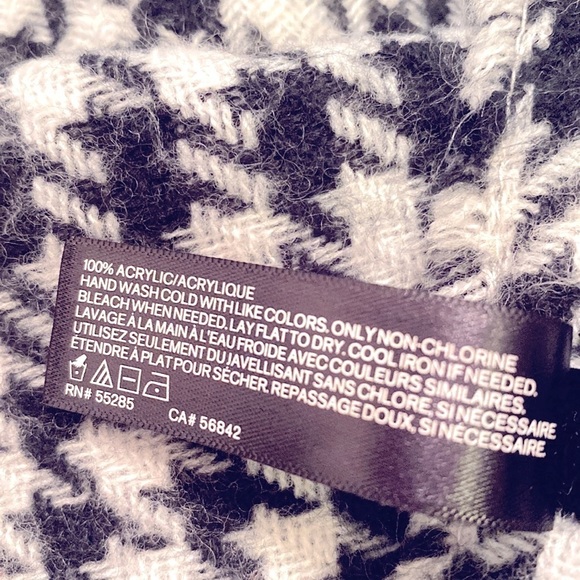 100% ACRYLIC/ACRYLIQUE
HAND WASH COLD WITH LIKE COLORS. ONLY NON-CHLORINE
BLEACH WHEN NEEDED. LAY FLAT TO DRY. COOL IRON IF NEEDED.
LAVAGE À LA MAIN À L'EAU FROIDE AVEC COULEURS SIMILAIRES.
UTILISEZ SEULEMENT DU JAVELLISANT SANS CHLORE, SI NÉCESSAIRE
ÉTENDRE À PLAT POUR SÉCHER. REPASSAGE DOUX, SI NÉCESSAIRE
RN# 55285 CA# 56842